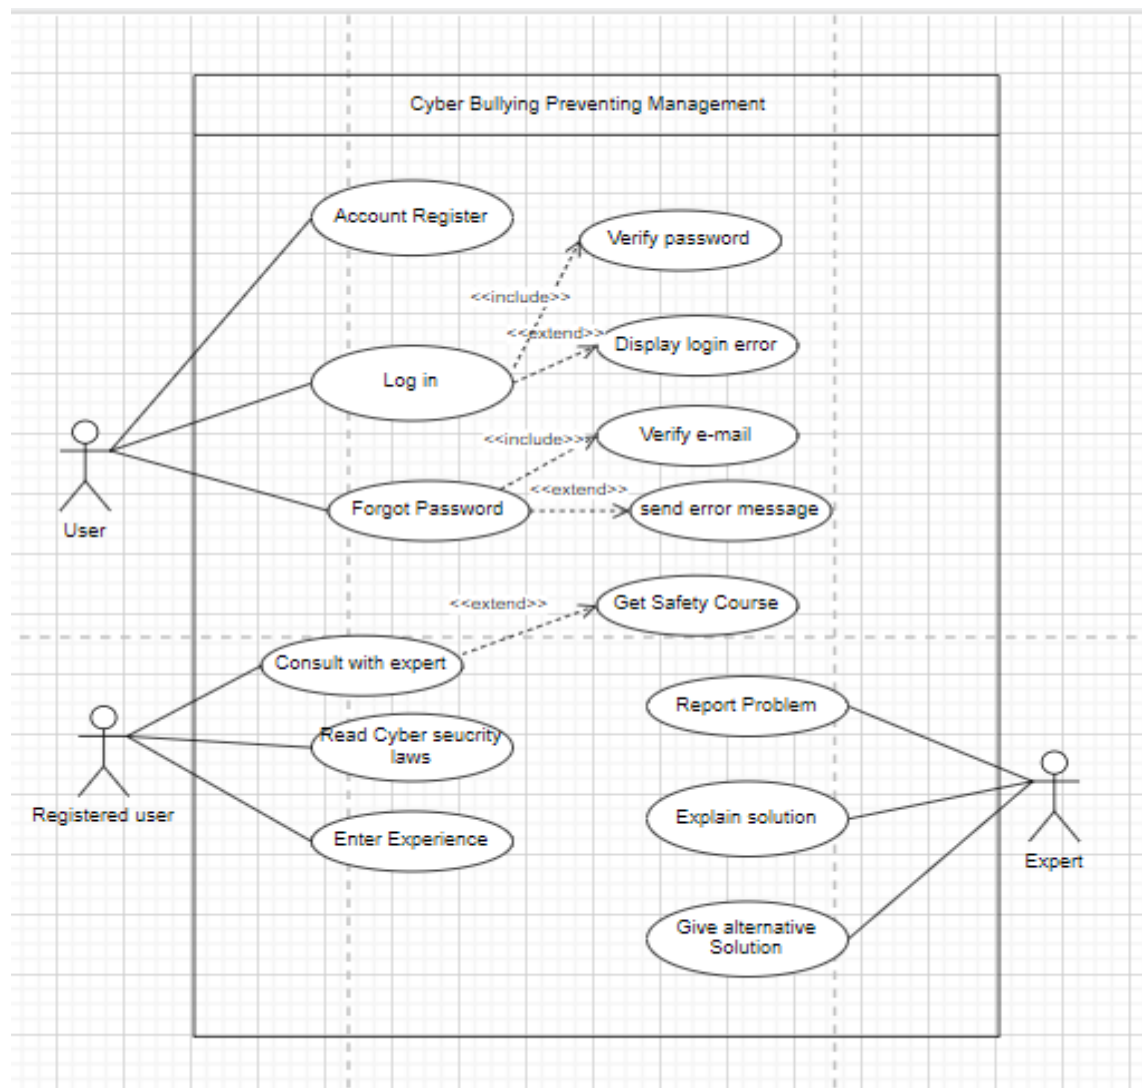 Cyber Bullying Preventing Management
Account Register
Verify password
<<include>>
<<extend>>
Display login error
Log in
Verify e-mail
<<include>>
<<extend>>
Forgot Password
send error message
User
<<extend>>
Get Safety Course
Consult with expert
Report Problem
Read Cyber seucrity
laws
Registered user
Explain solution
Enter Experience
Expert
Give alternative
Solution